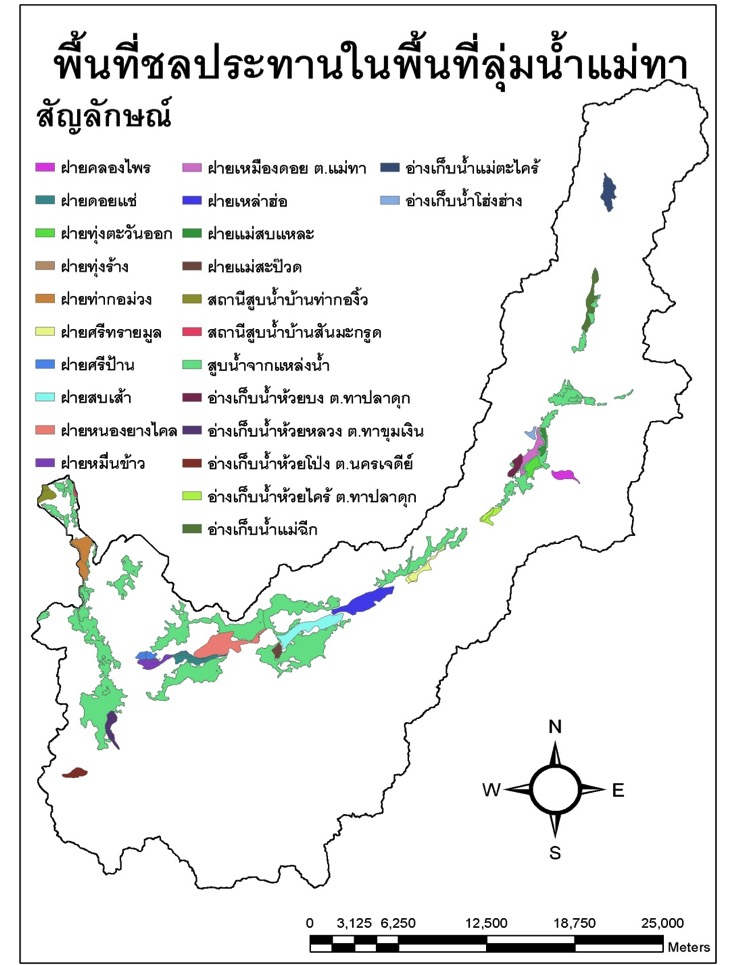 พื้นที่ชลประทานในพื้นที่ลุ่มน้ำแม่ทา
สัญลักษณ์
ฝายคลองไพร
ฝายดอยแช่
ฝายทุ่งตะวันออก
ฝายทุ่งร้าง
ฝายท่ากอม่วง
ฝายศรีทรายมูล
ฝายศรีป้าน
ฝายสบเส้า
ฝายหนองยางไคล
ฝายหมื่นข้าว
ฝายเหมืองดอย ต.แม่ทา
ฝายเหล่าฮ่อ
ฝายแม่สบแหละ
ฝายแม่สะป๊วด
สถานีสูบน้ำบ้านท่ากองิ้ว
สถานีสูบน้ำบ้านสันมะกรูด
สูบน้ำจากแหล่งน้ำ
อ่างเก็บน้ำห้วยบง ต.ทาปลาดุก
อ่างเก็บน้ำห้วยหลวง ต.ทาขุมเงิน
อ่างเก็บน้ำห้วยโป่ง ต.นครเจดีย์
อ่างเก็บน้ำห้วยไคร้ ต.ทาปลาดุก
อ่างเก็บน้ำแม่ฉีก
อ่างเก็บน้ำแม่ตะไคร้
อ่างเก็บน้ำโฮ่งฮ่าง
N
W E
S
0 3,125 6,250 12,500 18,750 25,000
Meters